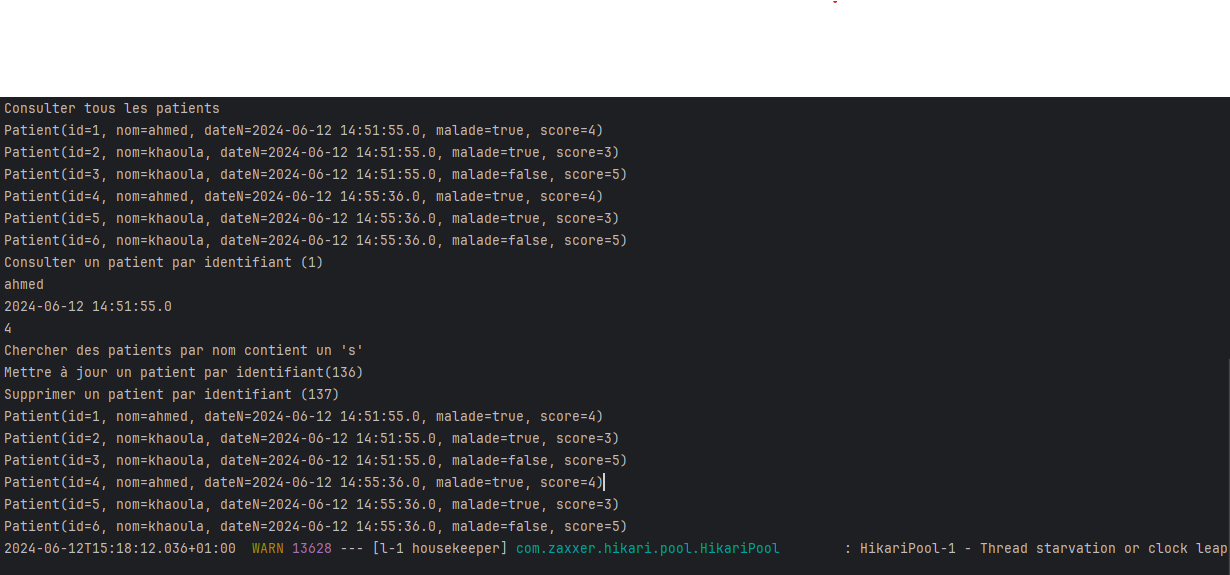 Consulter tous les patients
Patient(id=1, nom=ahmed, dateN=2024-06-12 14:51:55.0, malade=true, score=4)
Patient(id=2, nom=khaoula, dateN=2024-06-12 14:51:55.0, malade=true, score=3)
Patient(id=3, nom=khaoula, dateN=2024-06-12 14:51:55.0, malade=false, score=5)
Patient(id=4, nom=ahmed, dateN=2024-06-12 14:55:36.0, malade=true, score=4)
Patient(id=5, nom=khaoula, dateN=2024-06-12 14:55:36.0, malade=true, score=3)
Patient(id=6, nom=khaoula, dateN=2024-06-12 14:55:36.0, malade=false, score=5)
Consulter un patient par identifiant (1)
ahmed
2024-06-12 14:51:55.0
4
Chercher des patients par nom contient un 's'
Mettre à jour un patient par identifiant(136)
Supprimer un patient par identifiant (137)
Patient(id=1, nom=ahmed, dateN=2024-06-12 14:51:55.0, malade=true, score=4)
Patient(id=2, nom=khaoula, dateN=2024-06-12 14:51:55.0, malade=true, score=3)
Patient(id=3, nom=khaoula, dateN=2024-06-12 14:51:55.0, malade=false, score=5)
Patient(id=4, nom=ahmed, dateN=2024-06-12 14:55:36.0, malade=true, score=4)
Patient(id=5, nom=khaoula, dateN=2024-06-12 14:55:36.0, malade=true, score=3)
Patient(id=6, nom=khaoula, dateN=2024-06-12 14:55:36.0, malade=false, score=5)
2024-06-12T15:18:12.036+01:00  WARN 13628 --- [l-1 housekeeper] com.zaxxer.hikari.pool.HikariPool        : HikariPool-1 - Thread starvation or clock leap